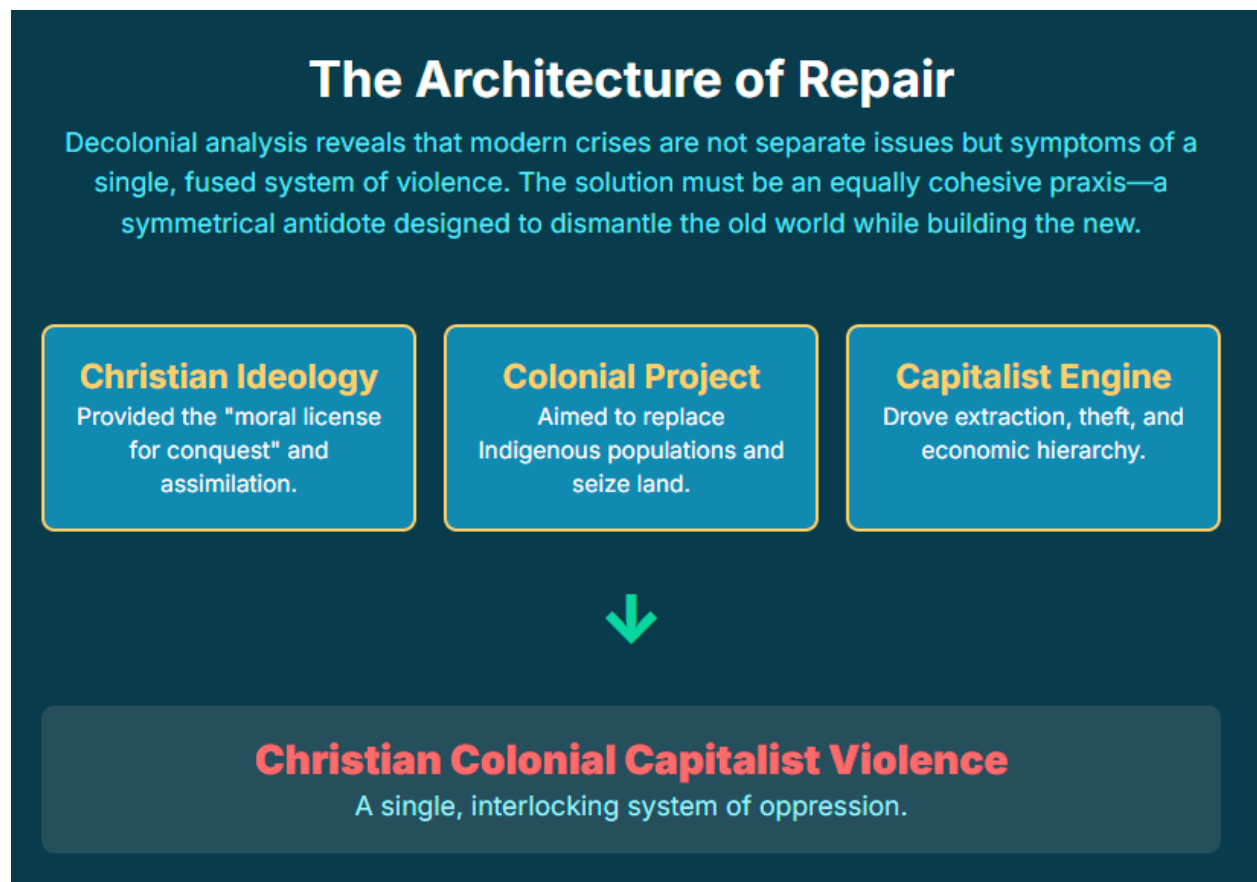 The Architecture of Repair
Decolonial analysis reveals that modern crises are not separate issues but symptoms of a
single, fused system of violence. The solution must be an equally cohesive praxis—a
symmetrical antidote designed to dismantle the old world while building the new.
Christian Ideology
Provided the "moral license
for conquest" and
assimilation.
Colonial Project
Aimed to replace
Indigenous populations and
seize land.
Capitalist Engine
Drove extraction, theft, and
economic hierarchy.
Christian Colonial Capitalist Violence
A single, interlocking system of oppression.